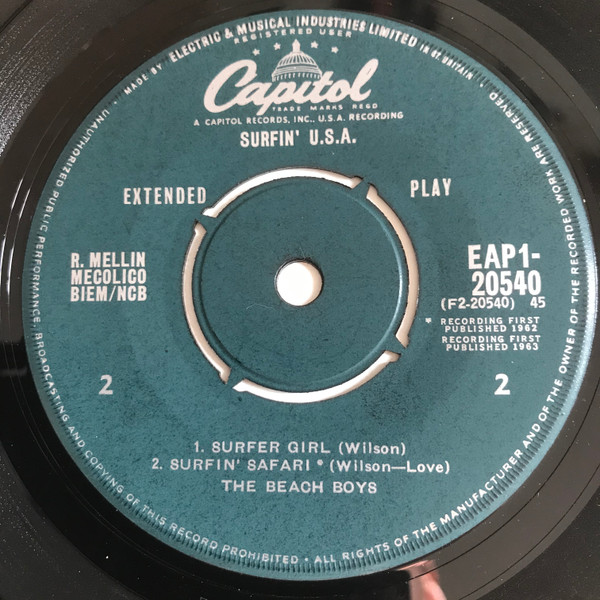 MADE BY ELECTRIC & MUSICAL INDUSTRIES LIMITED IN GT. BRITAIN
REGISTERED USER
Capitol
TRADE MARKS REGD
A CAPITOL RECORDS, INC., U.S.A. RECORDING
SURFIN' U.S.A.
EXTENDED PLAY
R. MELLIN
MECOLICO
BIEM/NCB
EAP1-
20540
(F2-20540) 45
* RECORDING FIRST
PUBLISHED 1962
RECORDING FIRST
PUBLISHED 1963
2 2
1. SURFER GIRL (Wilson)
2. SURFIN' SAFARI * (Wilson—Love)
THE BEACH BOYS
UNAUTHORIZED PUBLIC PERFORMANCE, BROADCASTING AND COPYING OF THIS RECORD PROHIBITED · ALL RIGHTS OF THE MANUFACTURER AND OF THE OWNER OF THE RECORDED WORK ARE RESERVED